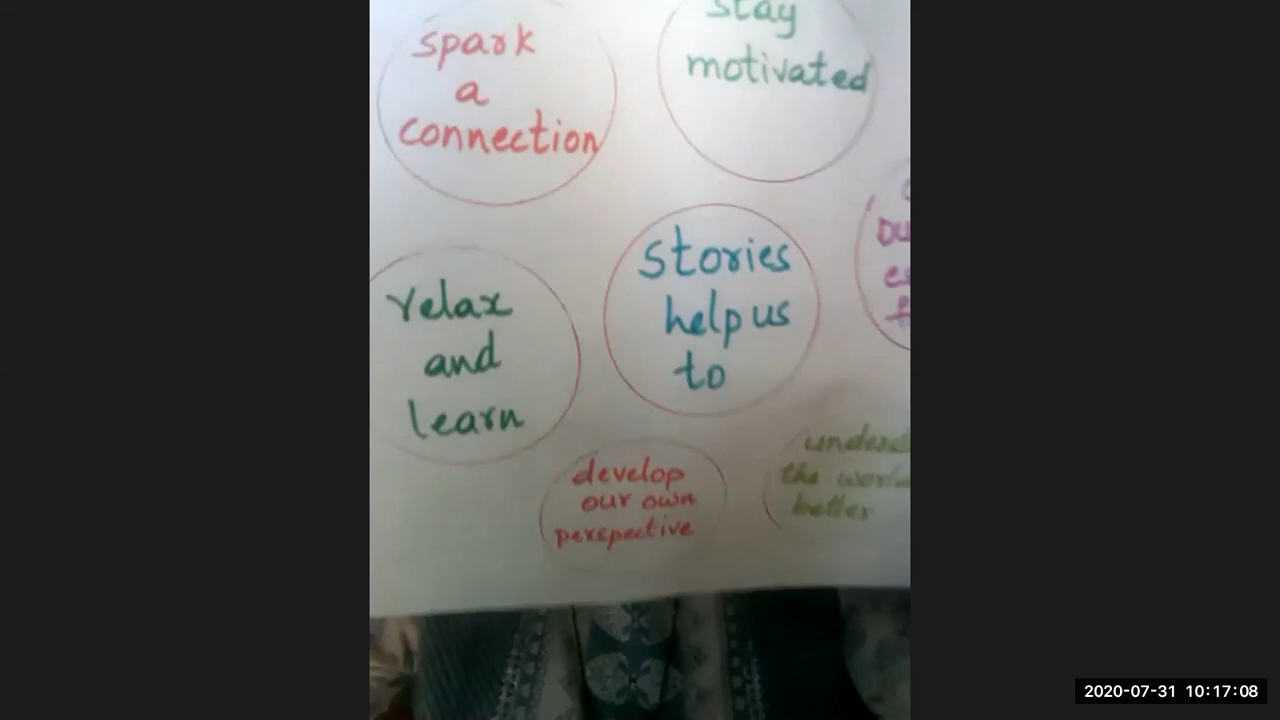 spark
a
connection
stay
motivated
stories
help us
to
relax
and
learn
develop
our own
perspective
the
better
2020-07-31 10:17:08